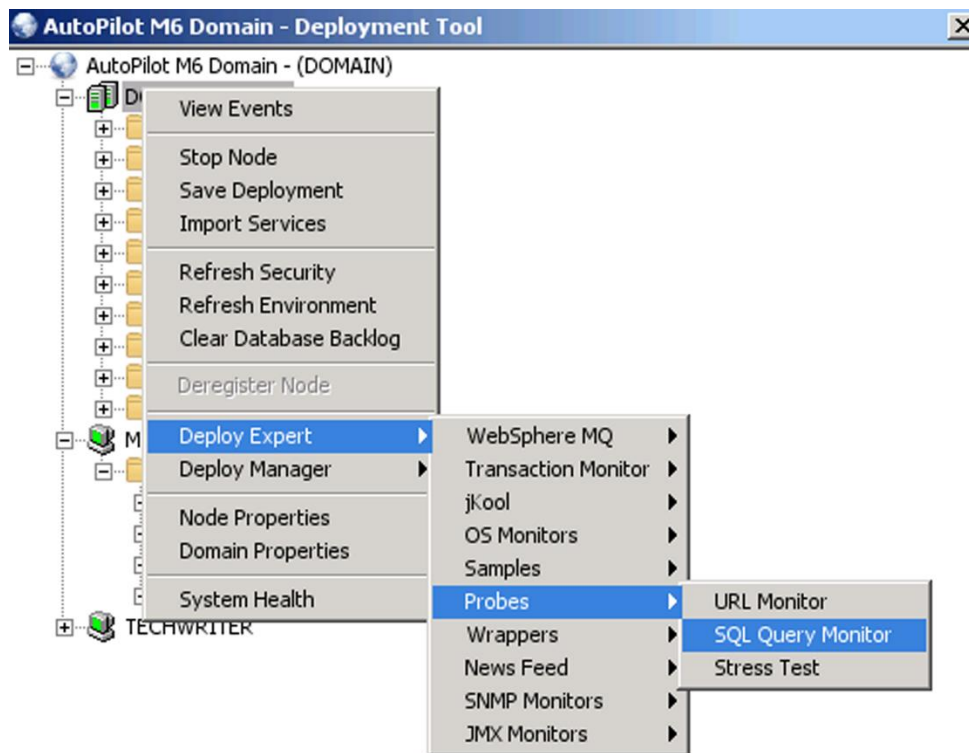 AutoPilot M6 Domain - Deployment Tool
AutoPilot M6 Domain - (DOMAIN)
View Events
Stop Node
Save Deployment
Import Services
Refresh Security
Refresh Environment
Clear Database Backlog
Deregister Node
Deploy Expert
Deploy Manager
Node Properties
Domain Properties
System Health
WebSphere MQ
Transaction Monitor
jKool
OS Monitors
Samples
Probes
Wrappers
News Feed
SNMP Monitors
JMX Monitors
URL Monitor
SQL Query Monitor
Stress Test
TECHWRITER